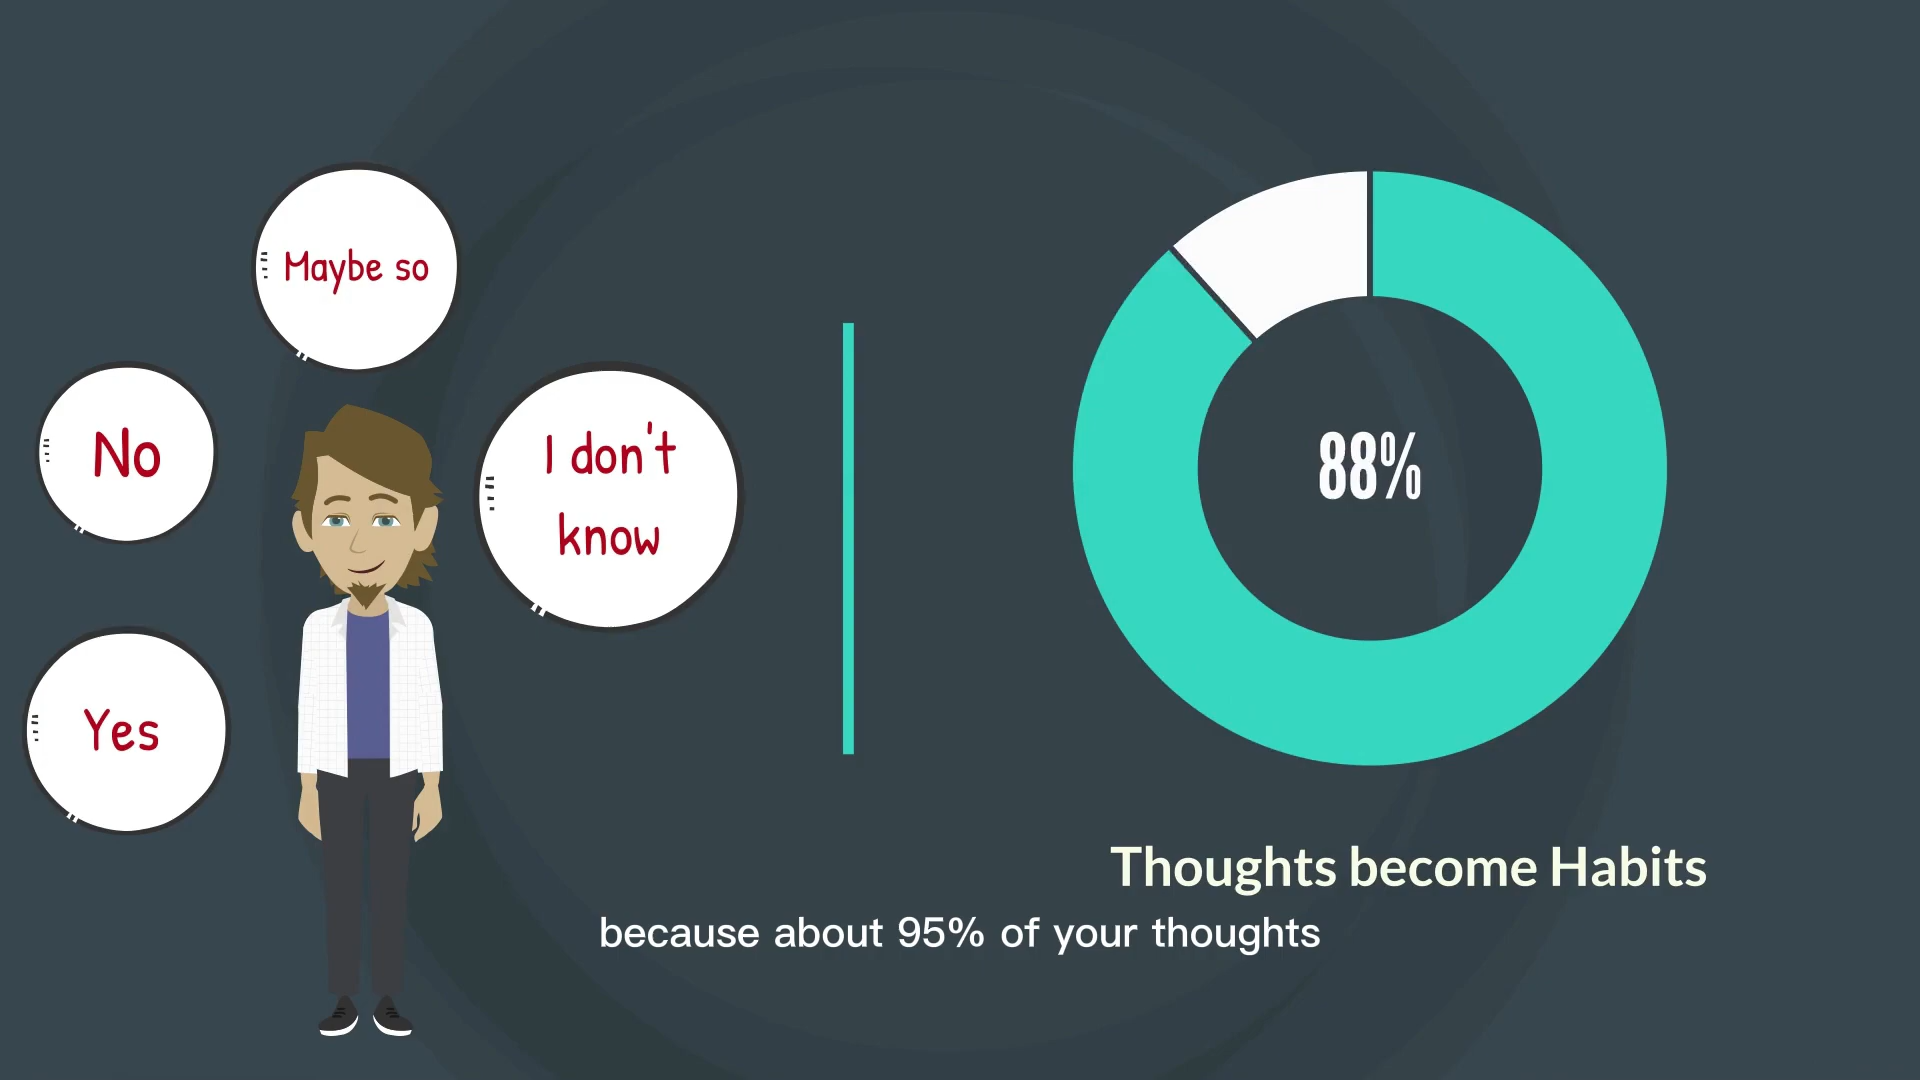 Maybe so
No
I don't
know
Yes
88%
Thoughts become Habits
because about 95% of your thoughts